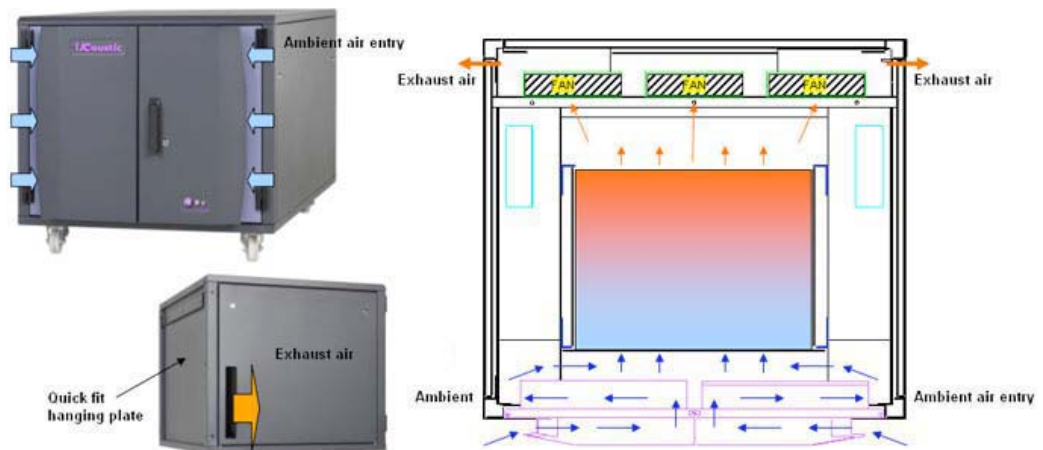 UCoustic
Ambient air entry
Exhaust air
Exhaust air
FAN
FAN
FAN
Exhaust air
Quick fit
hanging plate
Ambient
Ambient air entry